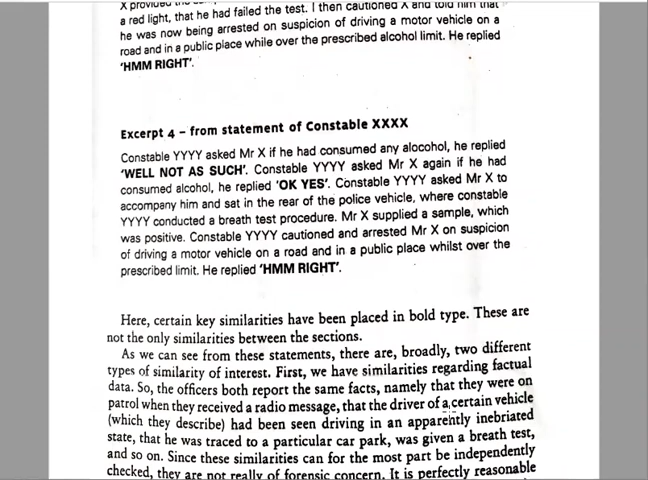 X provided the
a red light, that he had failed the test. I then cautioned X and told him that
he was now being arrested on suspicion of driving a motor vehicle on a
road and in a public place while over the prescribed alcohol limit. He replied
'HMM RIGHT'.
Excerpt 4 – from statement of Constable XXXX
Constable YYYY asked Mr X if he had consumed any alocohol, he replied
'WELL NOT AS SUCH'. Constable YYYY asked Mr X again if he had
consumed alcohol, he replied 'OK YES'. Constable YYYY asked Mr X to
accompany him and sat in the rear of the police vehicle, where constable
YYYY conducted a breath test procedure. Mr X supplied a sample, which
was positive. Constable YYYY cautioned and arrested Mr X on suspicion
of driving a motor vehicle on a road and in a public place whilst over the
prescribed limit. He replied 'HMM RIGHT'.
Here, certain key similarities have been placed in bold type. These are
not the only similarities between the sections.
As we can see from these statements, there are, broadly, two different
types of similarity of interest. First, we have similarities regarding factual
data. So, the officers both report the same facts, namely that they were on
patrol when they received a radio message, that the driver of a certain vehicle
(which they describe) had been seen driving in an apparently inebriated
state, that he was traced to a particular car park, was given a breath test,
and so on. Since these similarities can for the most part be independently
checked, they are not really of forensic concern. It is perfectly reasonable